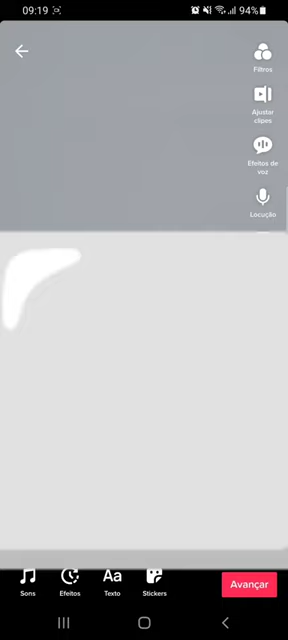 09:19
94%
Filtros
Ajustar
clipes
Efeitos de
voz
Locução
Aa
Sons
Efeitos
Texto
Stickers
Avançar